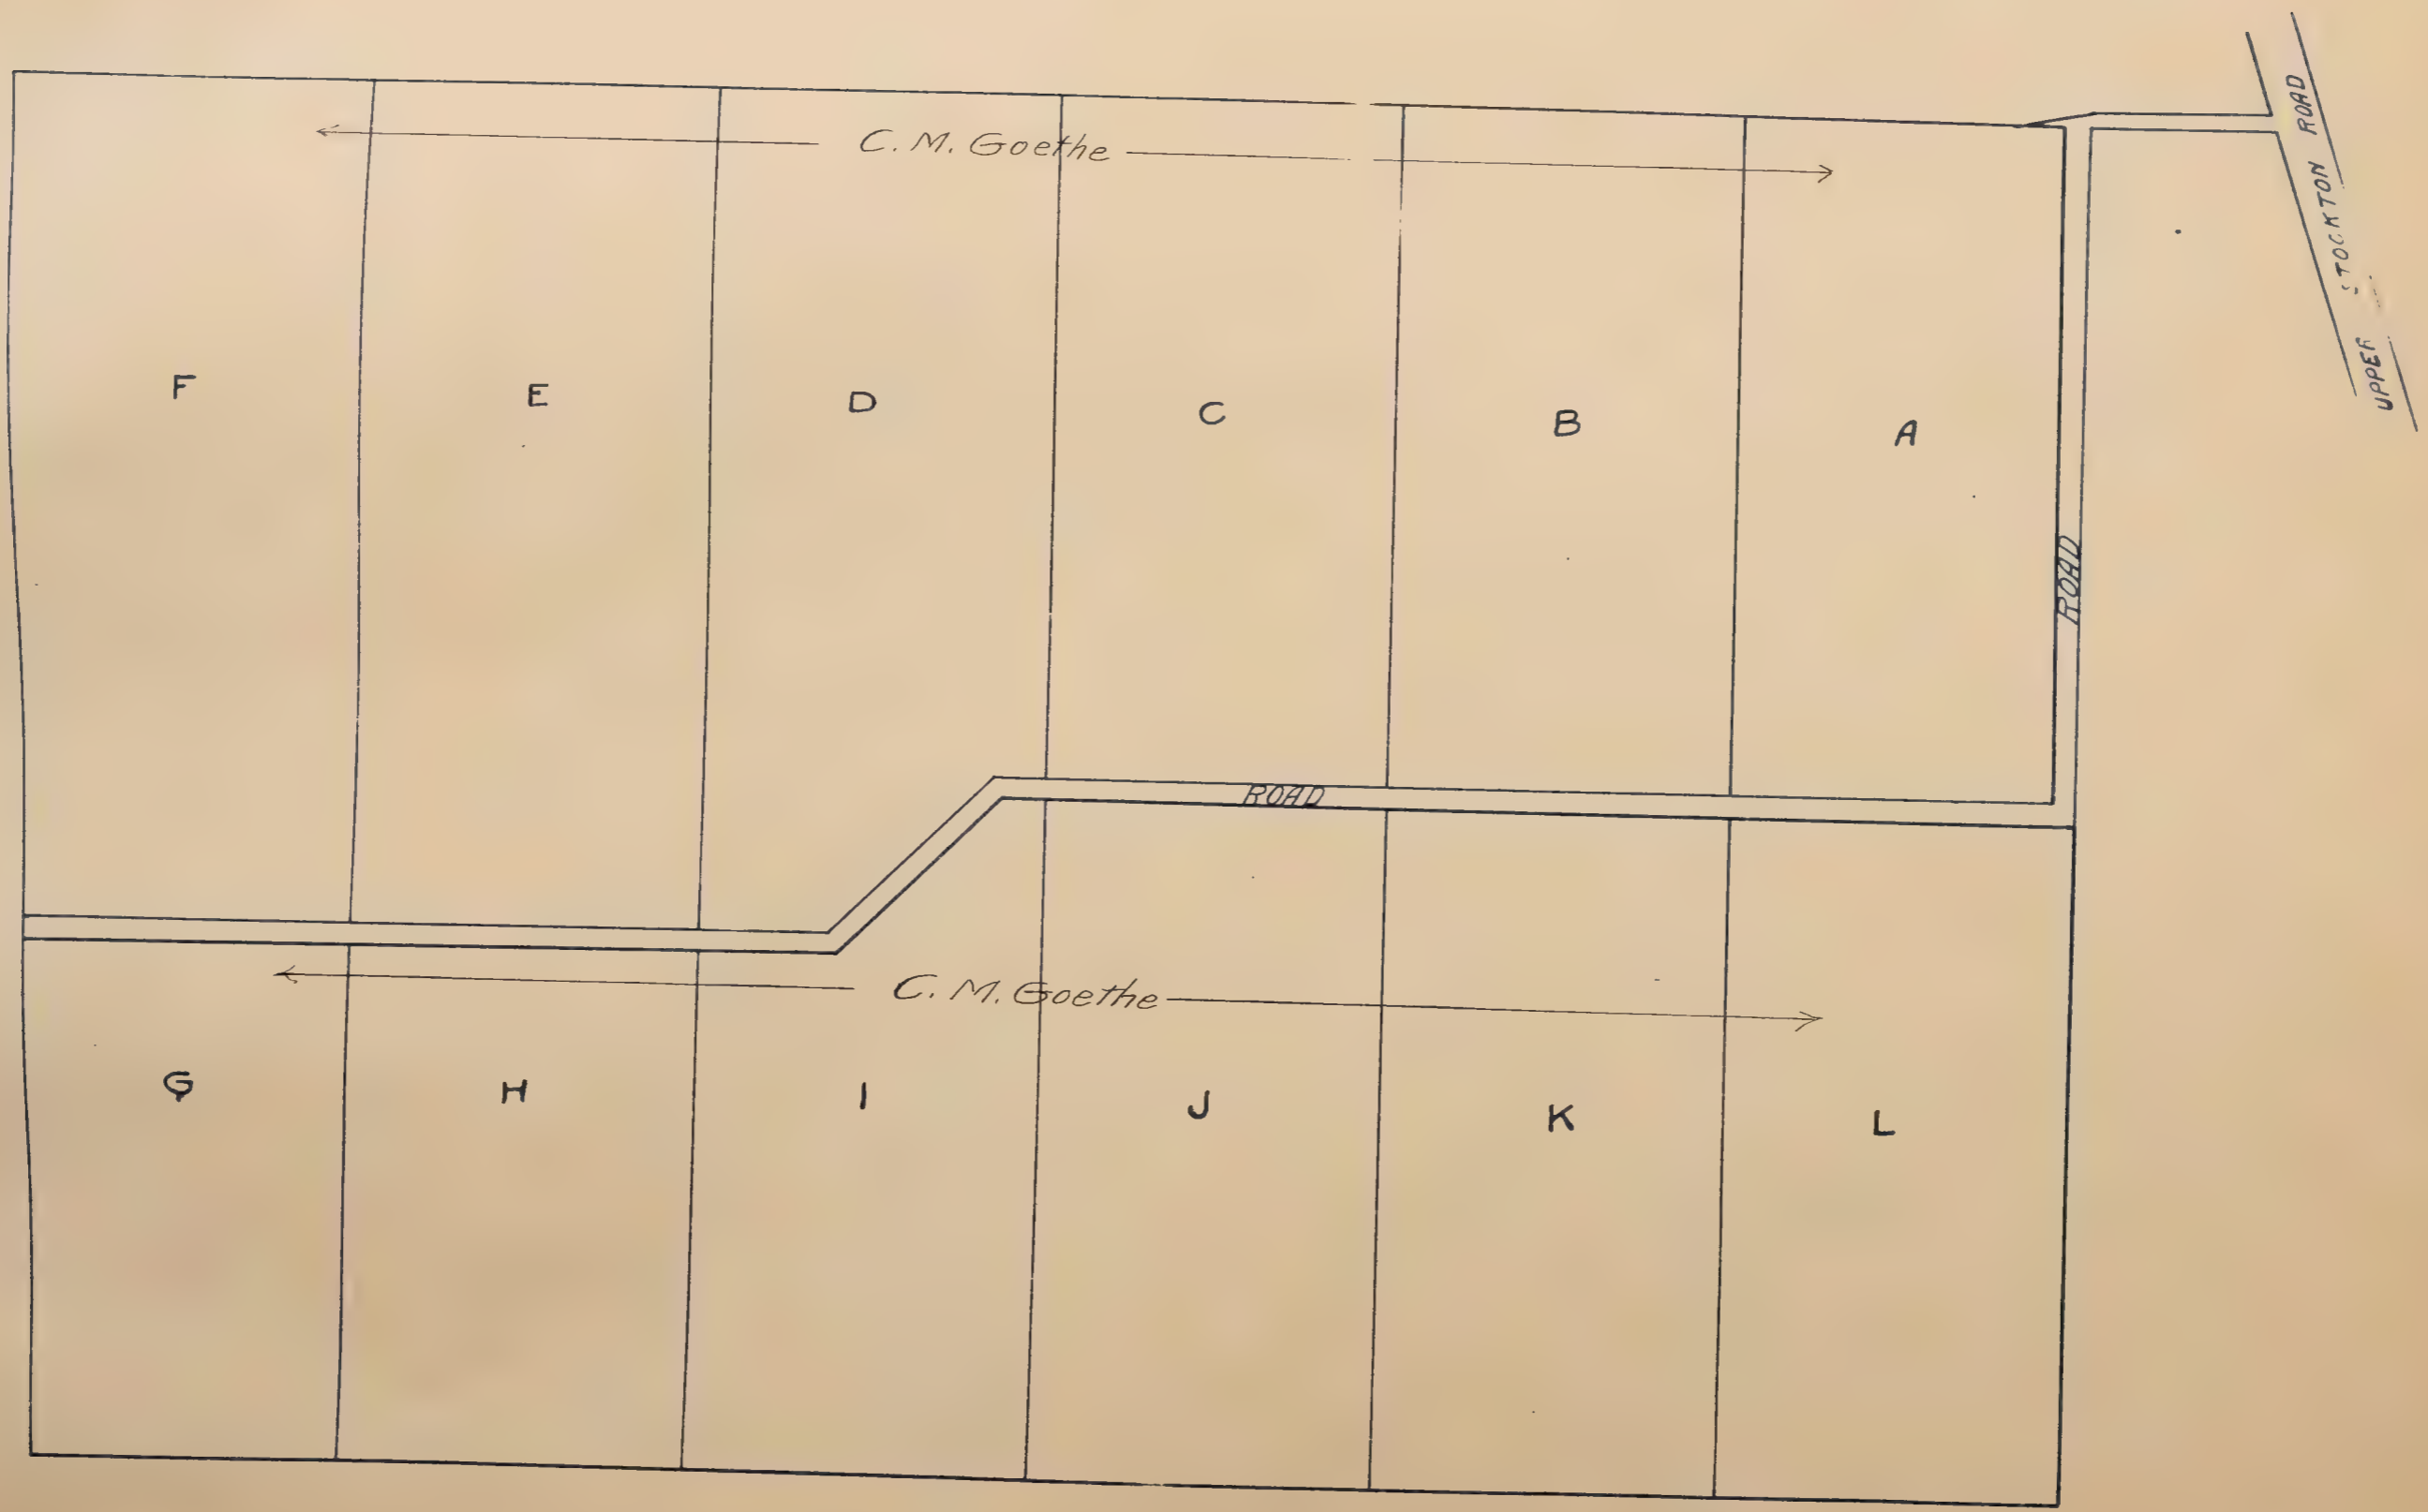 C. M. Goethe
UPPER STOCKTON ROAD
F E D C B A
ROAD
ROAD
C. M. Goethe
G H I J K L